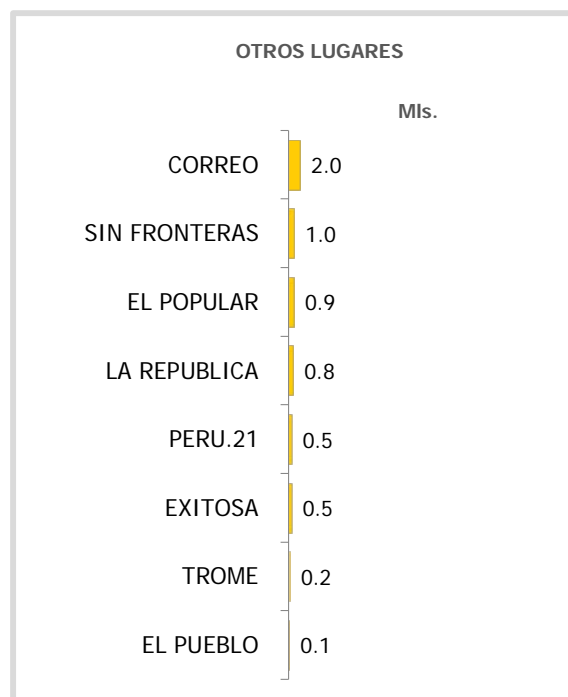 OTROS LUGARES
Mls.
CORREO 2.0
SIN FRONTERAS 1.0
EL POPULAR 0.9
LA REPUBLICA 0.8
PERU.21 0.5
EXITOSA 0.5
TROME 0.2
EL PUEBLO 0.1